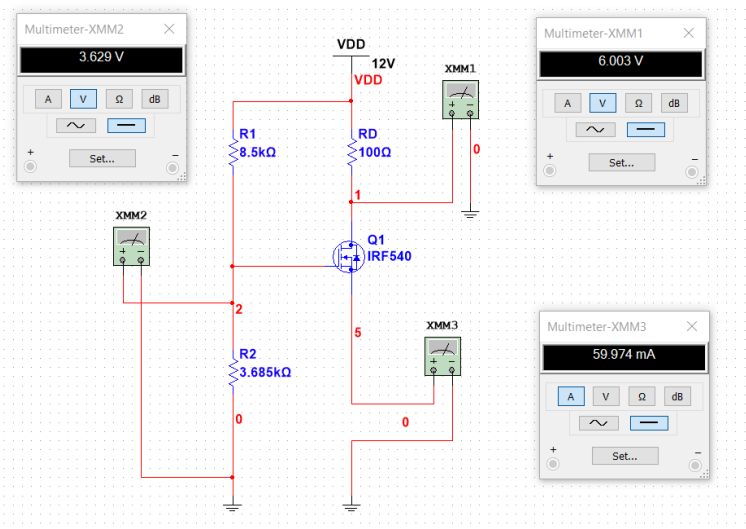 Multimeter-XMM2
3.629 V
A V Ω dB
+ −
Set...
VDD
12V
VDD
XMM1
+ −
Multimeter-XMM1
6.003 V
A V Ω dB
+ −
Set...
R1
8.5kΩ
RD
100Ω
0
1
XMM2
+ −
Q1
IRF540
2
5
XMM3
+ −
R2
3.685kΩ
0
0
Multimeter-XMM3
59.974 mA
A V Ω dB
+ −
Set...